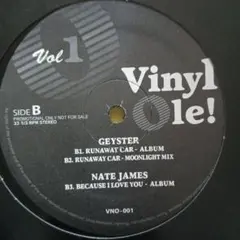 Vol 1
Vinyl
ole!
SIDE B
PROMOTIONAL ONLY NOT FOR SALE
33 1/3 RPM STEREO
GEYSTER
B1. RUNAWAY CAR - ALBUM
B2. RUNAWAY CAR - MOONLIGHT MIX
NATE JAMES
B3. BECAUSE I LOVE YOU - ALBUM
VNO-001